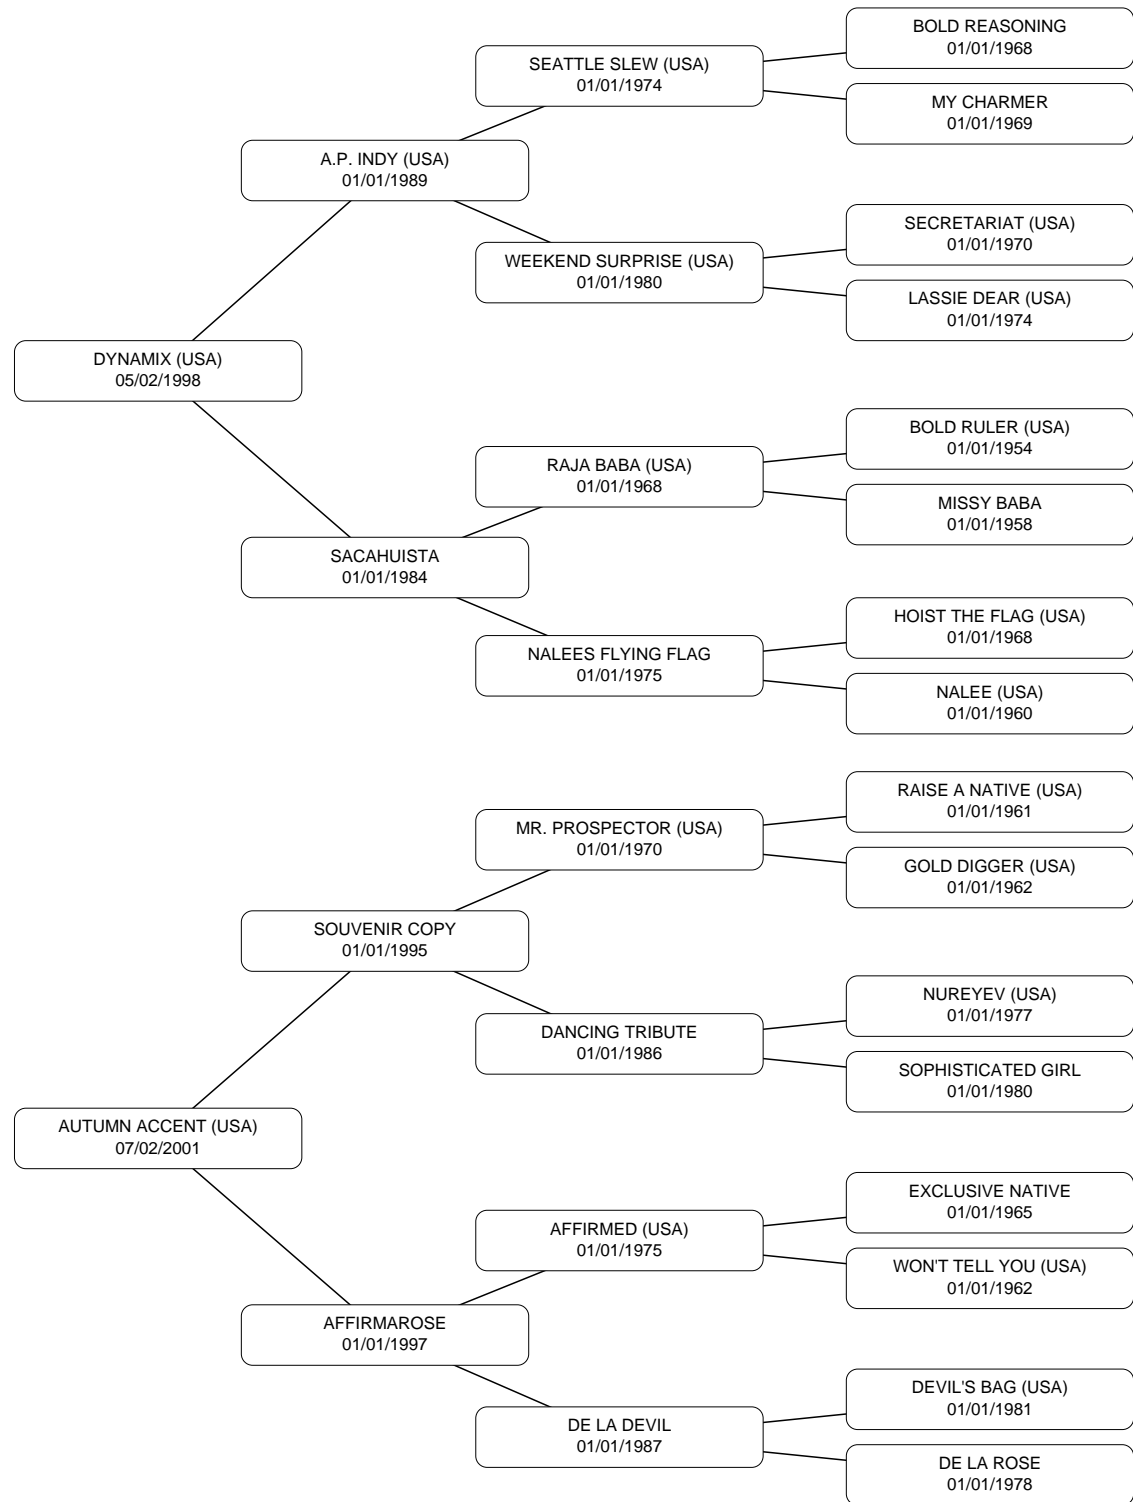 BOLD REASONING
01/01/1968
SEATTLE SLEW (USA)
01/01/1974
MY CHARMER
01/01/1969
A.P. INDY (USA)
01/01/1989
SECRETARIAT (USA)
01/01/1970
WEEKEND SURPRISE (USA)
01/01/1980
LASSIE DEAR (USA)
01/01/1974
DYNAMIX (USA)
05/02/1998
BOLD RULER (USA)
01/01/1954
RAJA BABA (USA)
01/01/1968
MISSY BABA
01/01/1958
SACAHUISTA
01/01/1984
HOIST THE FLAG (USA)
01/01/1968
NALEES FLYING FLAG
01/01/1975
NALEE (USA)
01/01/1960
RAISE A NATIVE (USA)
01/01/1961
MR. PROSPECTOR (USA)
01/01/1970
GOLD DIGGER (USA)
01/01/1962
SOUVENIR COPY
01/01/1995
NUREYEV (USA)
01/01/1977
DANCING TRIBUTE
01/01/1986
SOPHISTICATED GIRL
01/01/1980
AUTUMN ACCENT (USA)
07/02/2001
EXCLUSIVE NATIVE
01/01/1965
AFFIRMED (USA)
01/01/1975
WON'T TELL YOU (USA)
01/01/1962
AFFIRMAROSE
01/01/1997
DEVIL'S BAG (USA)
01/01/1981
DE LA DEVIL
01/01/1987
DE LA ROSE
01/01/1978